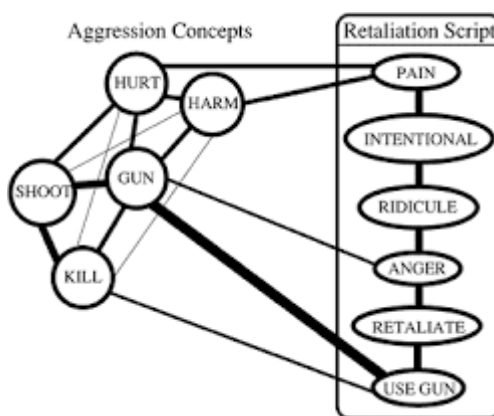 Aggression Concepts
Retaliation Script
HURT
HARM
GUN
SHOOT
KILL
PAIN
INTENTIONAL
RIDICULE
ANGER
RETALIATE
USE GUN